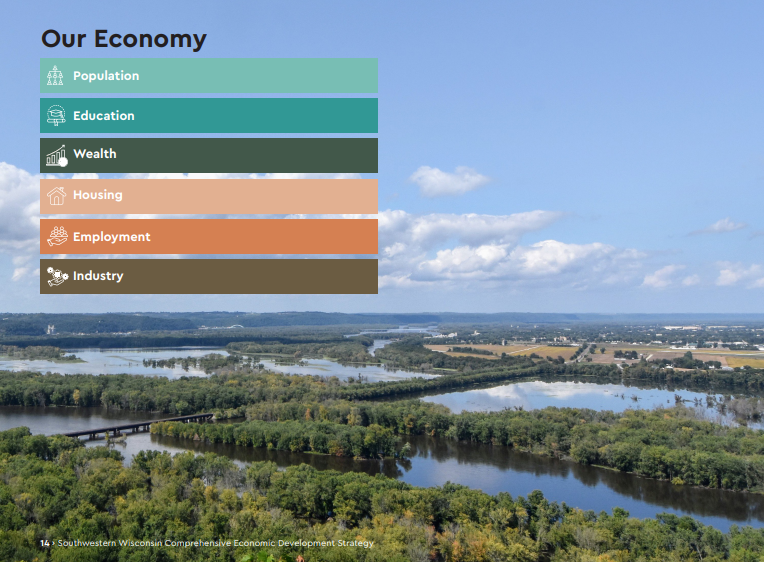 Our Economy
Population
Education
Wealth
Housing
Employment
Industry
14 › Southwestern Wisconsin Comprehensive Economic Development Strategy